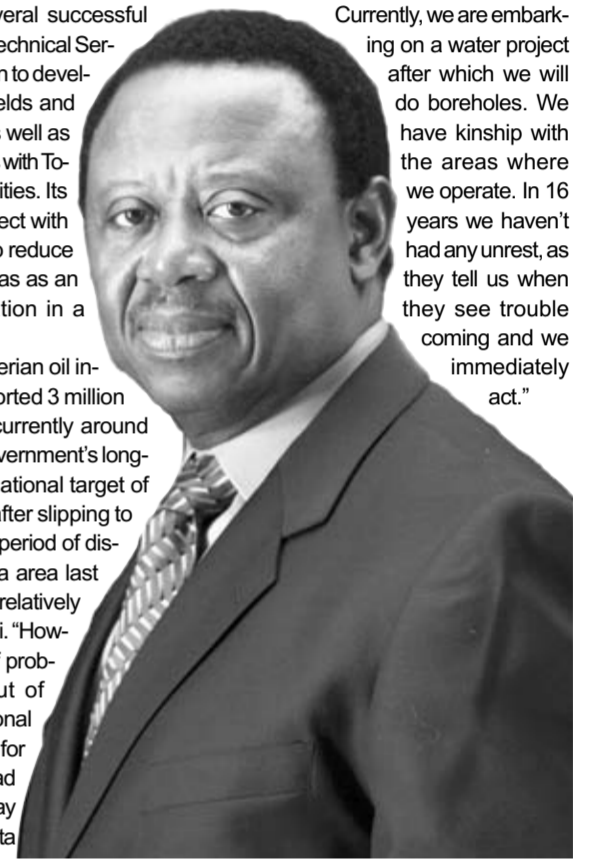 veral successful
echnical Ser-
n to devel-
elds and
s well as
with To-
ities. Its
ect with
o reduce
as as an
tion in a
erian oil in-
orted 3 million
currently around
vernment's long-
ational target of
after slipping to
period of dis-
a area last
relatively
i. "How-
f prob-
ut of
onal
for
ad
ay
ta
Currently, we are embark-
ing on a water project
after which we will
do boreholes. We
have kinship with
the areas where
we operate. In 16
years we haven't
had any unrest, as
they tell us when
they see trouble
coming and we
immediately
act."